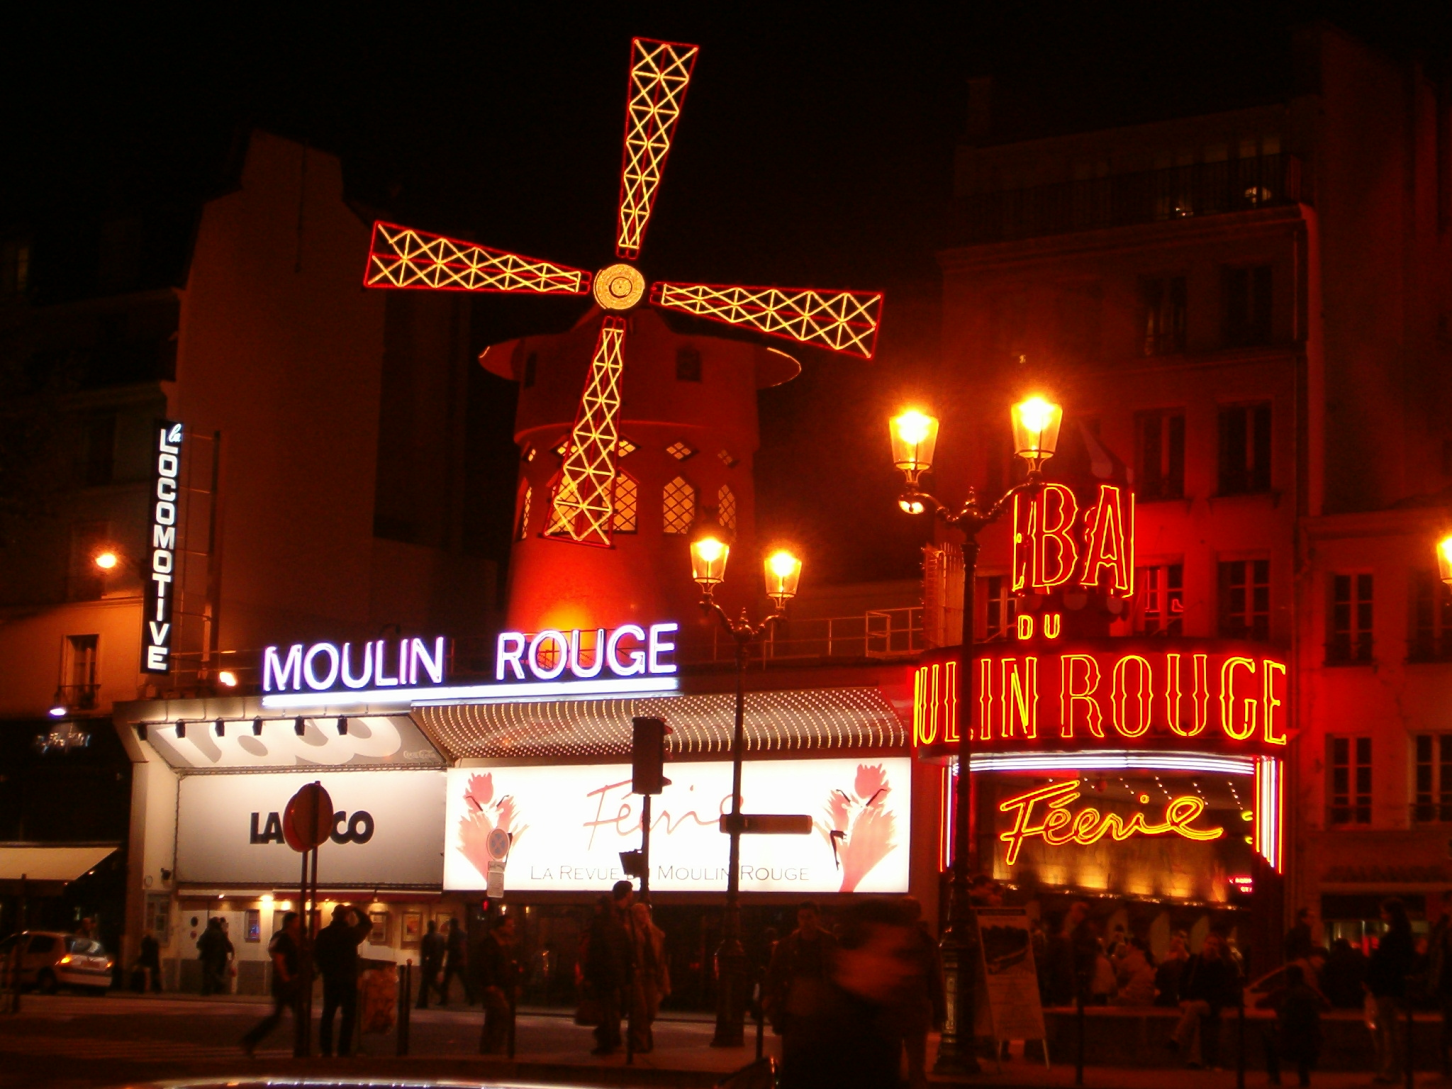 la LOCOMOTIVE
MOULIN ROUGE
BA
DU
ULIN ROUGE
Féerie
LA REVUE MOULIN ROUGE
Féerie